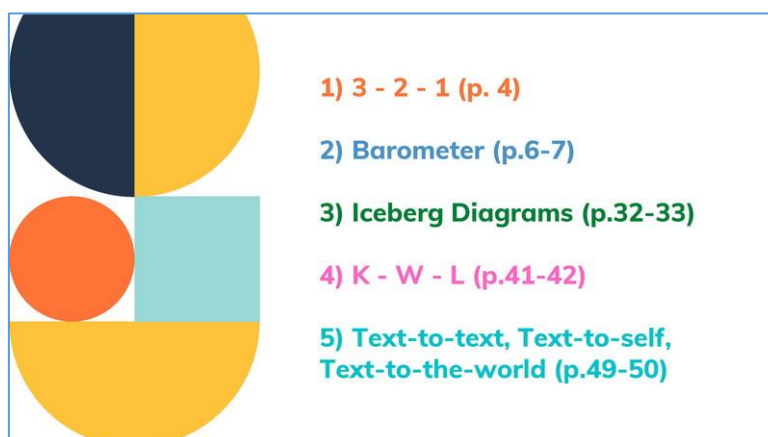 1) 3 - 2 - 1 (p. 4)
2) Barometer (p.6-7)
3) Iceberg Diagrams (p.32-33)
4) K - W - L (p.41-42)
5) Text-to-text, Text-to-self,
Text-to-the-world (p.49-50)